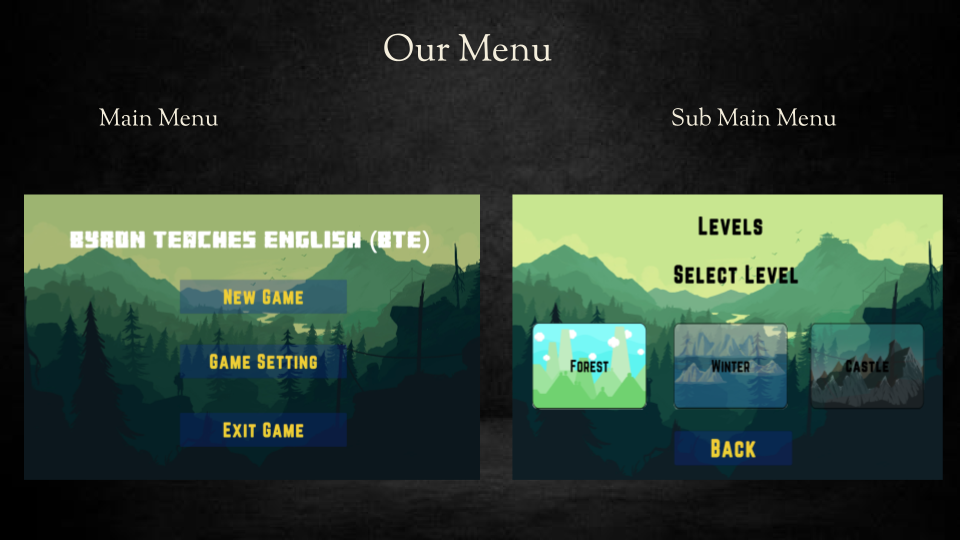 Our Menu
Main Menu
Sub Main Menu
BYRON TEACHES ENGLISH (BTE)
NEW GAME
GAME SETTING
EXIT GAME
LEVELS
SELECT LEVEL
FOREST
WINTER
CASTLE
BACK